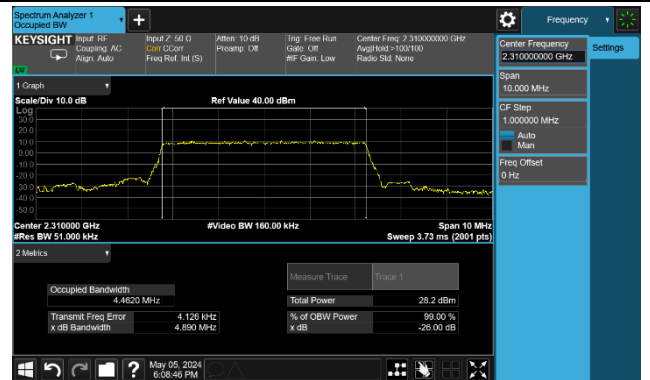 Spectrum Analyzer 1
Occupied BW
Frequency
KEYSIGHT
Input: RF
Coupling: AC
Align: Auto
Input Z: 50 Ω
Corr CCorr
Freq Ref: Int (S)
Atten: 10 dB
Preamp: Off
Trig: Free Run
Gate: Off
#IF Gain: Low
Center Freq: 2.310000000 GHz
Avg|Hold:>100/100
Radio Std: None
LW
Center Frequency
2.310000000 GHz
Settings
Span
10.000 MHz
CF Step
1.000000 MHz
Auto
Man
Freq Offset
0 Hz
1 Graph
Scale/Div 10.0 dB
Ref Value 40.00 dBm
Log
30.0
20.0
10.0
0.00
-10.0
-20.0
-30.0
-40.0
-50.0
Center 2.310000 GHz
#Video BW 160.00 kHz
Span 10 MHz
#Res BW 51.000 kHz
Sweep 3.73 ms (2001 pts)
2 Metrics
Measure Trace
Trace 1
Occupied Bandwidth
4.4620 MHz
Total Power
28.2 dBm
Transmit Freq Error
4.126 kHz
% of OBW Power
99.00 %
x dB Bandwidth
4.890 MHz
x dB
-26.00 dB
May 05, 2024
6:08:46 PM